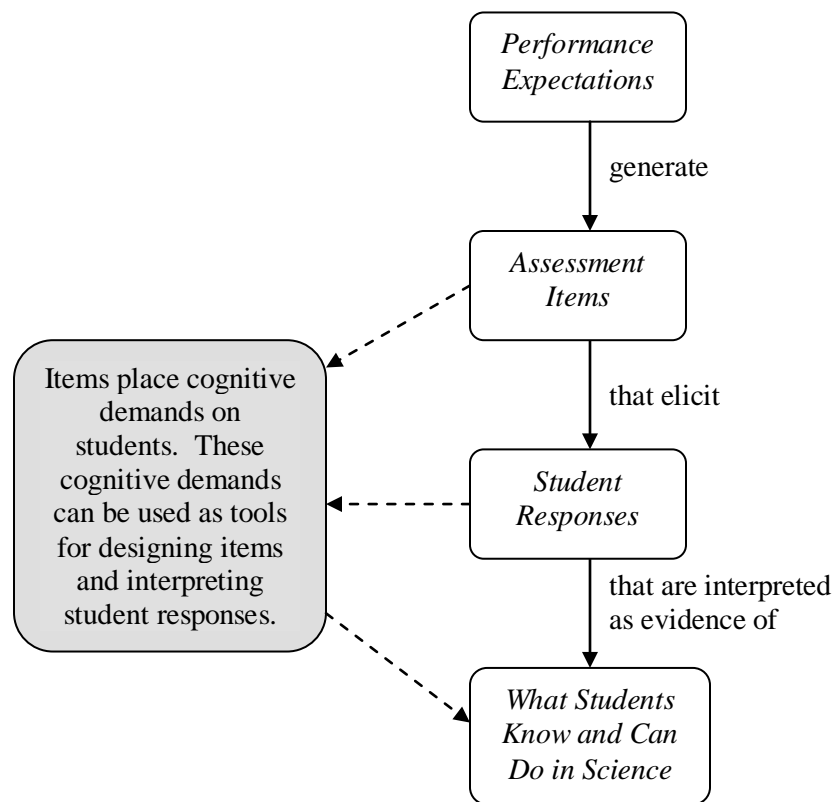 Performance
Expectations
generate
Assessment
Items
that elicit
Items place cognitive
demands on
students.  These
cognitive demands
can be used as tools
for designing items
and interpreting
student responses.
Student
Responses
that are interpreted
as evidence of
What Students
Know and Can
Do in Science